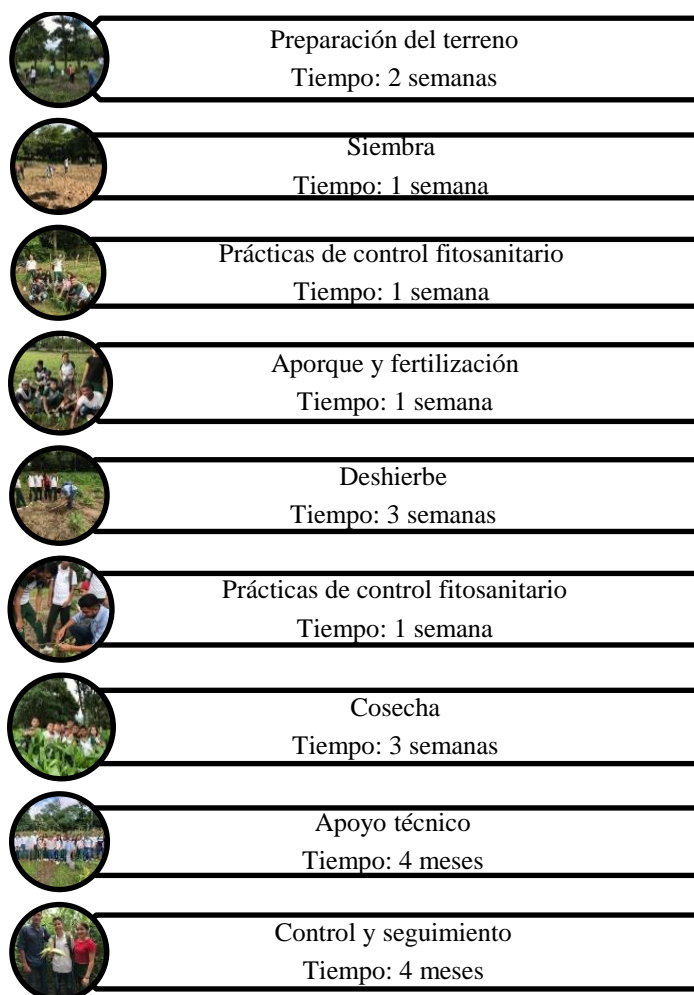 Preparación del terreno
Tiempo: 2 semanas
Siembra
Tiempo: 1 semana
Prácticas de control fitosanitario
Tiempo: 1 semana
Aporque y fertilización
Tiempo: 1 semana
Deshierbe
Tiempo: 3 semanas
Prácticas de control fitosanitario
Tiempo: 1 semana
Cosecha
Tiempo: 3 semanas
Apoyo técnico
Tiempo: 4 meses
Control y seguimiento
Tiempo: 4 meses